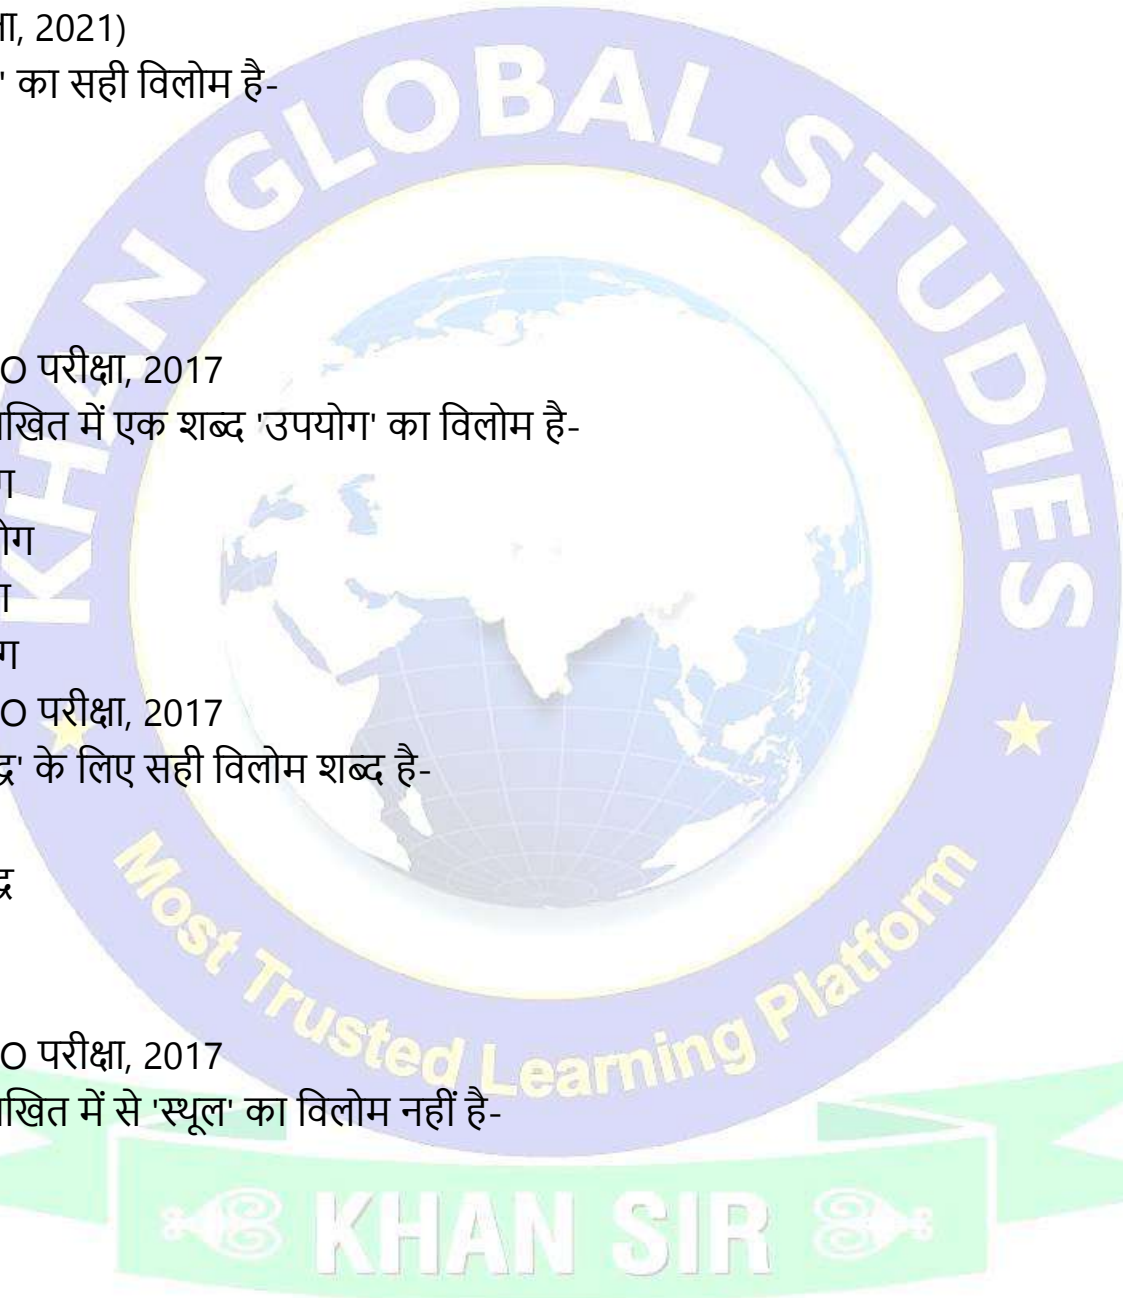 ा, 2021)
' का सही विलोम है-
O परीक्षा, 2017
खित में एक शब्द 'उपयोग' का विलोम है-
ग
ोग
ग
ग
O परीक्षा, 2017
द्र' के लिए सही विलोम शब्द है-
द्र
O परीक्षा, 2017
खित में से 'स्थूल' का विलोम नहीं है-
KHAN GLOBAL STUDIES
Most Trusted Learning Platform
KHAN SIR